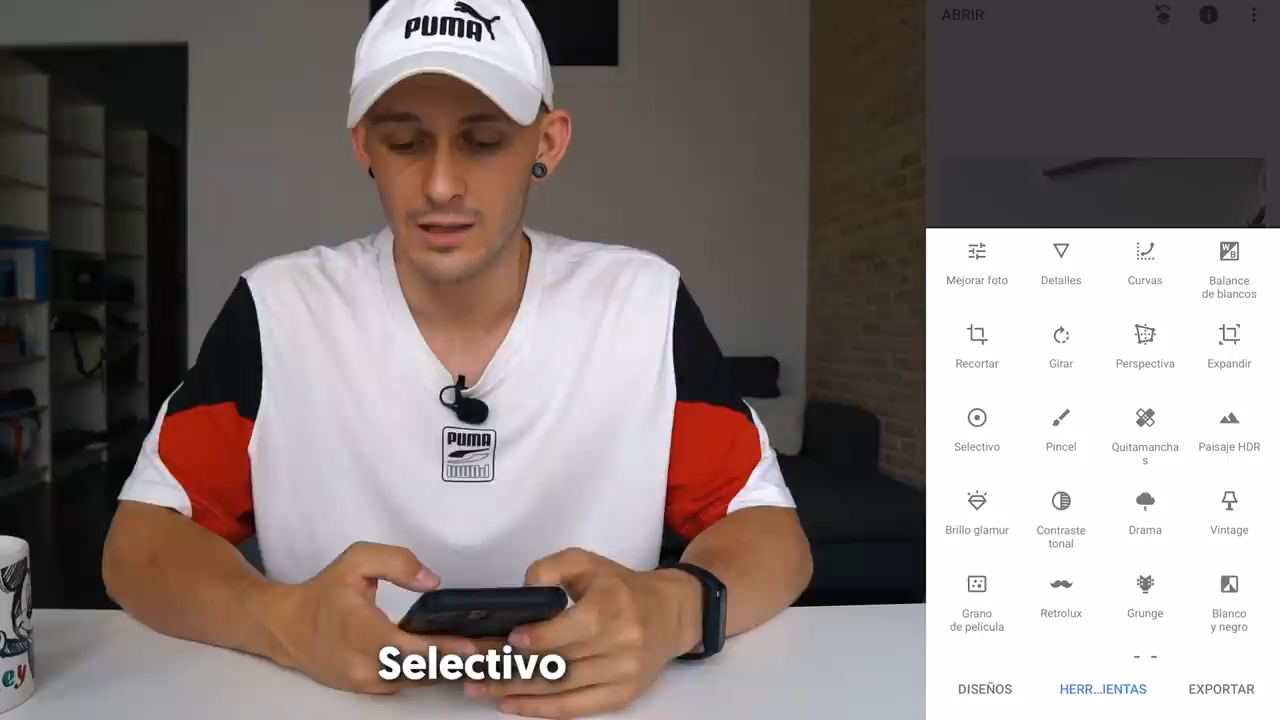 PUMA
PUMA
Selectivo
ey
ABRIR
Mejorar foto
Detalles
Curvas
Balance
de blancos
Recortar
Girar
Perspectiva
Expandir
Selectivo
Pincel
Quitamancha
s
Paisaje HDR
Brillo glamur
Contraste
tonal
Drama
Vintage
Grano
de película
Retrolux
Grunge
Blanco
y negro
DISEÑOS
HERR...IENTAS
EXPORTAR